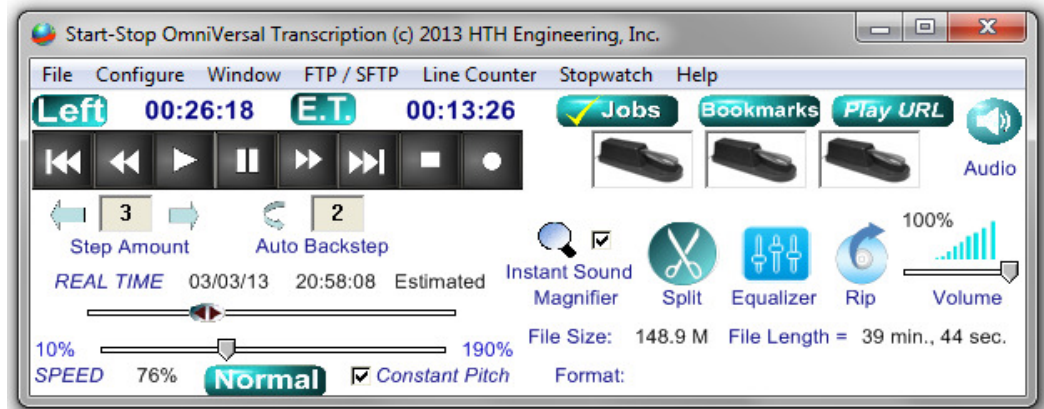 Start-Stop OmniVersal Transcription (c) 2013 HTH Engineering, Inc.
File Configure Window FTP / SFTP Line Counter Stopwatch Help
Left 00:26:18 E.T. 00:13:26 Jobs Bookmarks Play URL
Audio
3 2 100%
Step Amount Auto Backstep
REAL TIME 03/03/13 20:58:08 Estimated
Instant Sound Magnifier Split Equalizer Rip Volume
File Size: 148.9 M File Length = 39 min., 44 sec.
10% 190%
SPEED 76% Normal Constant Pitch Format: